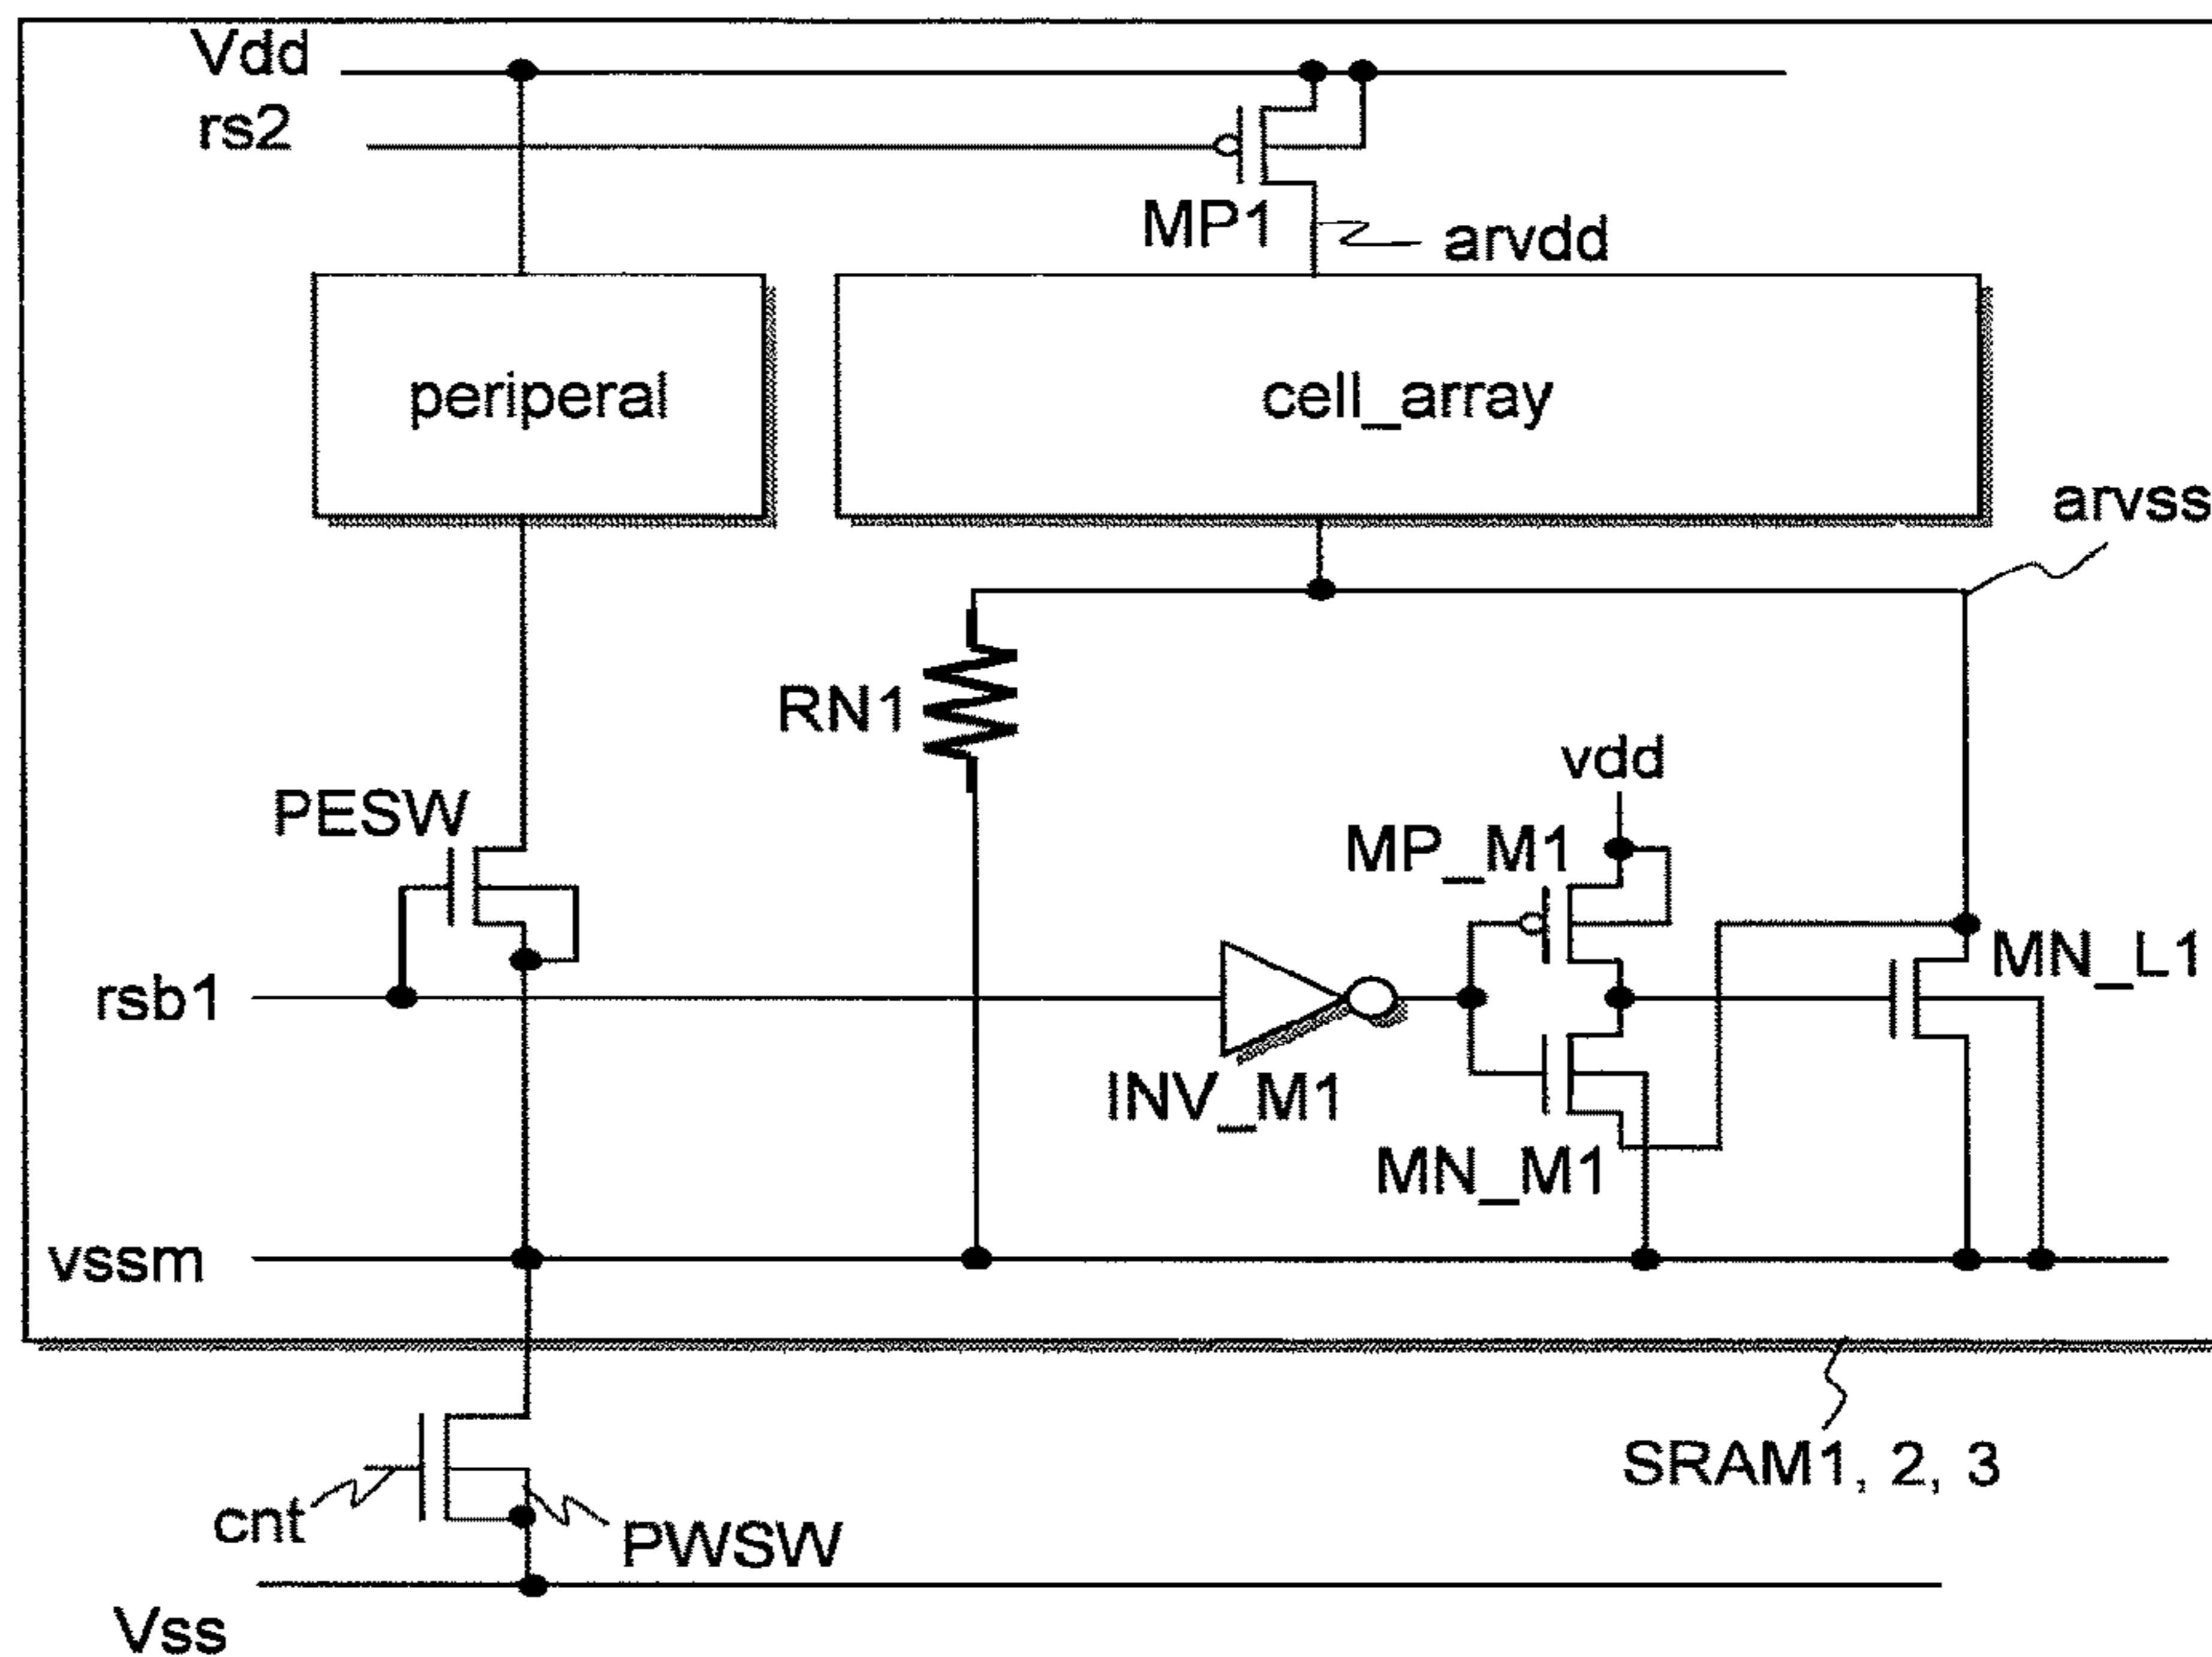 Vdd
rs2
MP1
arvdd
periperal
cell_array
arvss
RN1
vdd
PESW
MP_M1
MN_L1
rsb1
INV_M1
MN_M1
vssm
SRAM1, 2, 3
cnt
PWSW
Vss